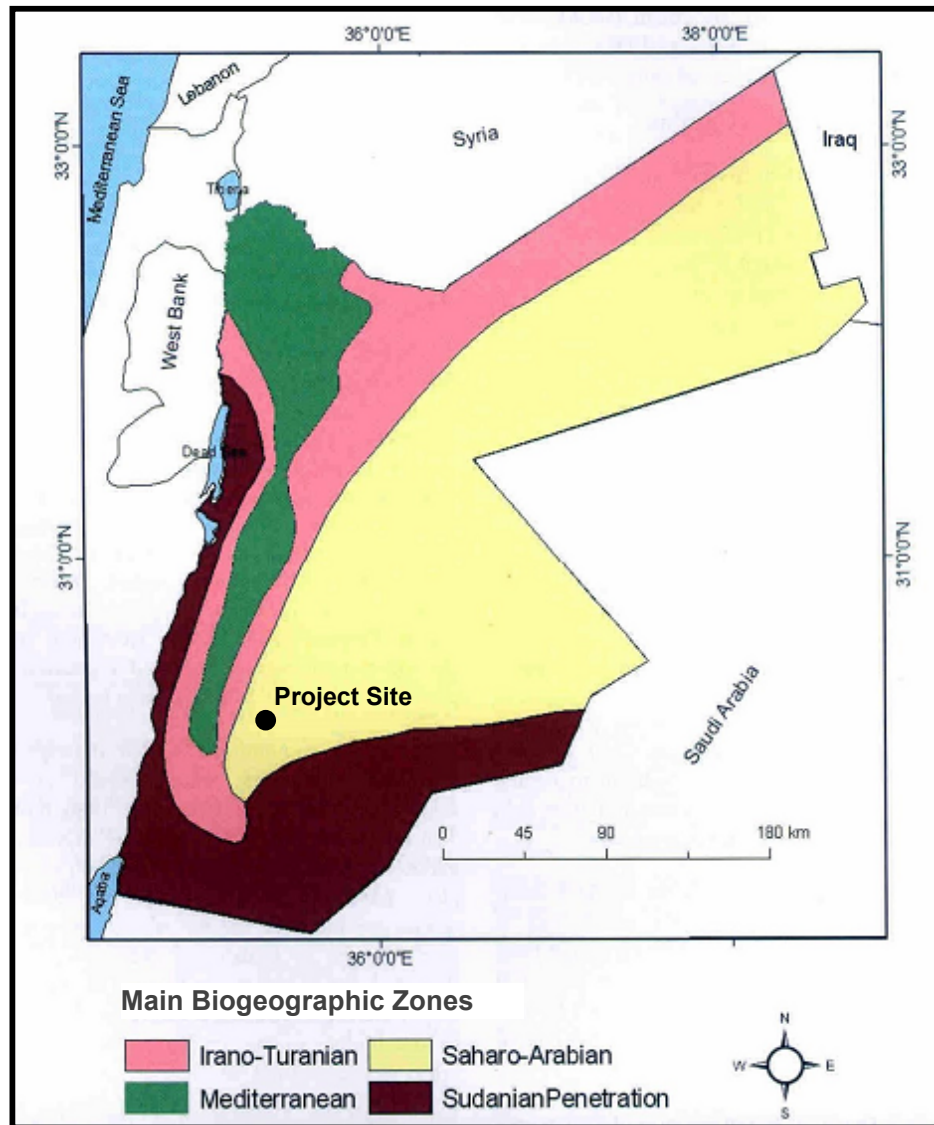 36°0'0"E
38°0'0"E
Mediterranean Sea
Lebanon
Syria
Iraq
33°0'0"N
33°0'0"N
West Bank
31°0'0"N
31°0'0"N
Project Site
Saudi Arabia
0 45 90 180 km
Aqaba
36°0'0"E
Main Biogeographic Zones
Irano-Turanian
Saharo-Arabian
Mediterranean
SudanianPenetration
N
W
E
S
Dead Sea